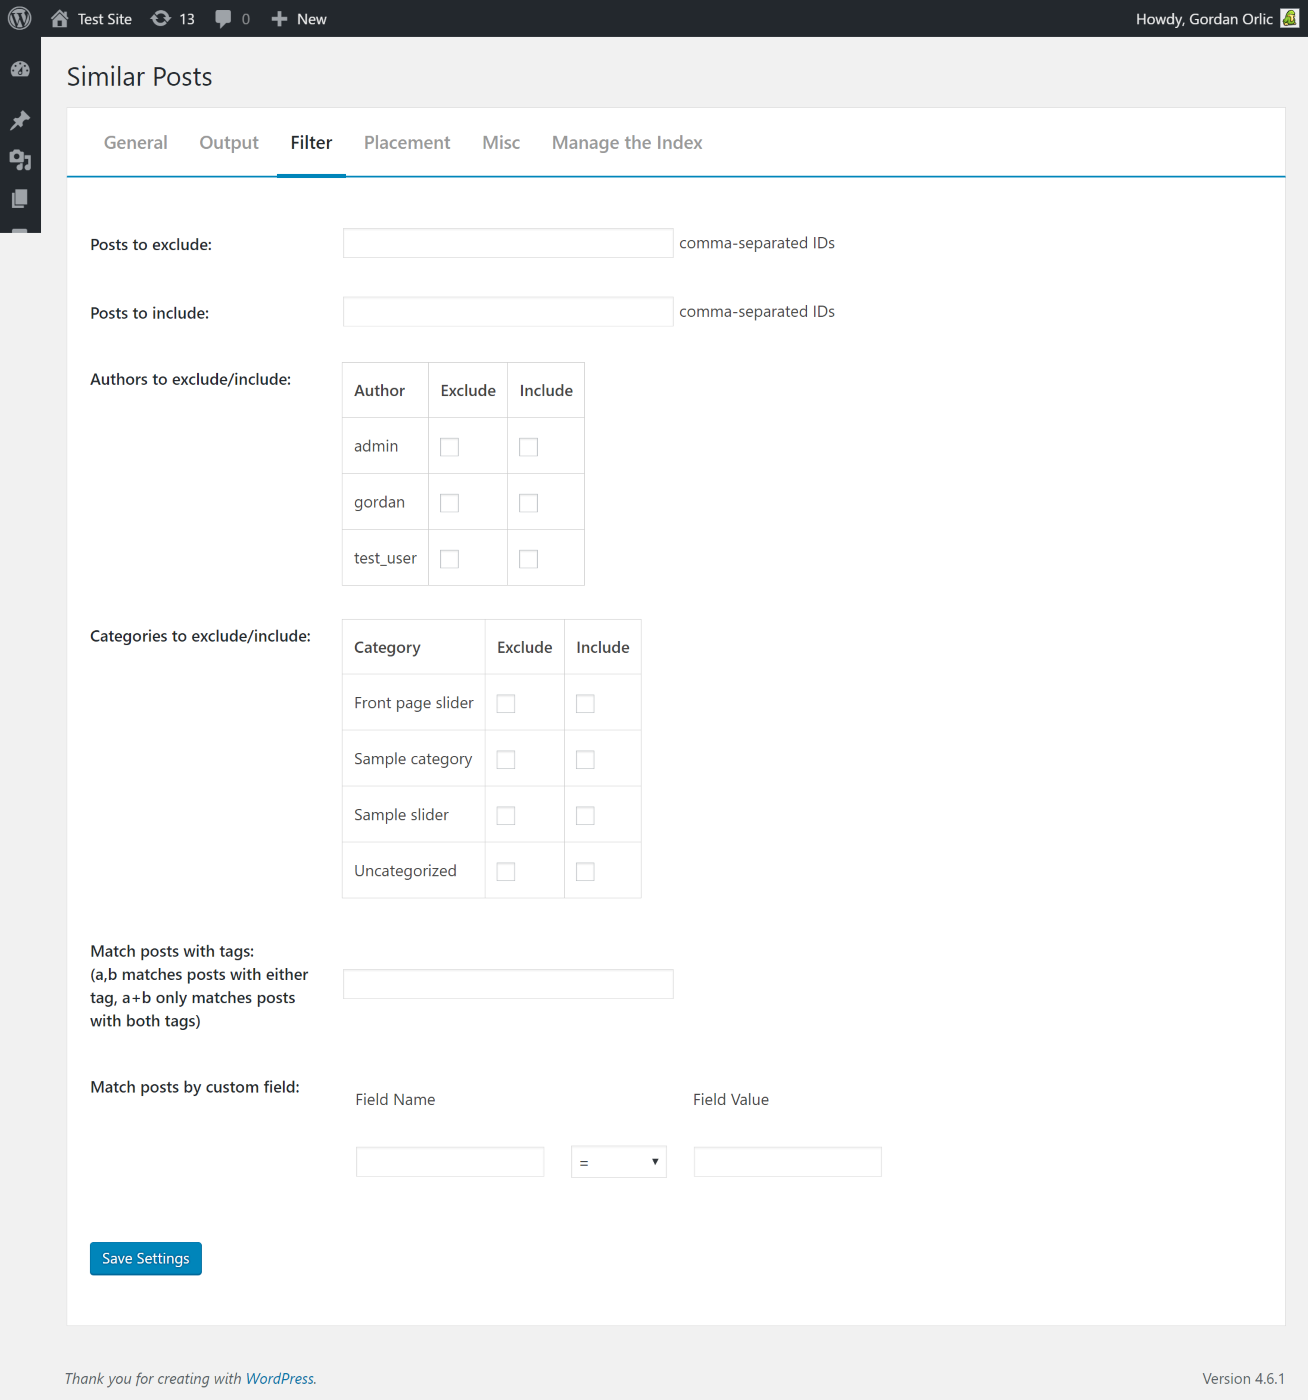 Test Site 13 0 New Howdy, Gordan Orlic
Similar Posts
General Output Filter Placement Misc Manage the Index
Posts to exclude: comma-separated IDs
Posts to include: comma-separated IDs
Authors to exclude/include:
Author Exclude Include
admin
gordan
test_user
Categories to exclude/include:
Category Exclude Include
Front page slider
Sample category
Sample slider
Uncategorized
Match posts with tags:
(a,b matches posts with either
tag, a+b only matches posts
with both tags)
Match posts by custom field:
Field Name Field Value
=
Save Settings
Thank you for creating with WordPress. Version 4.6.1